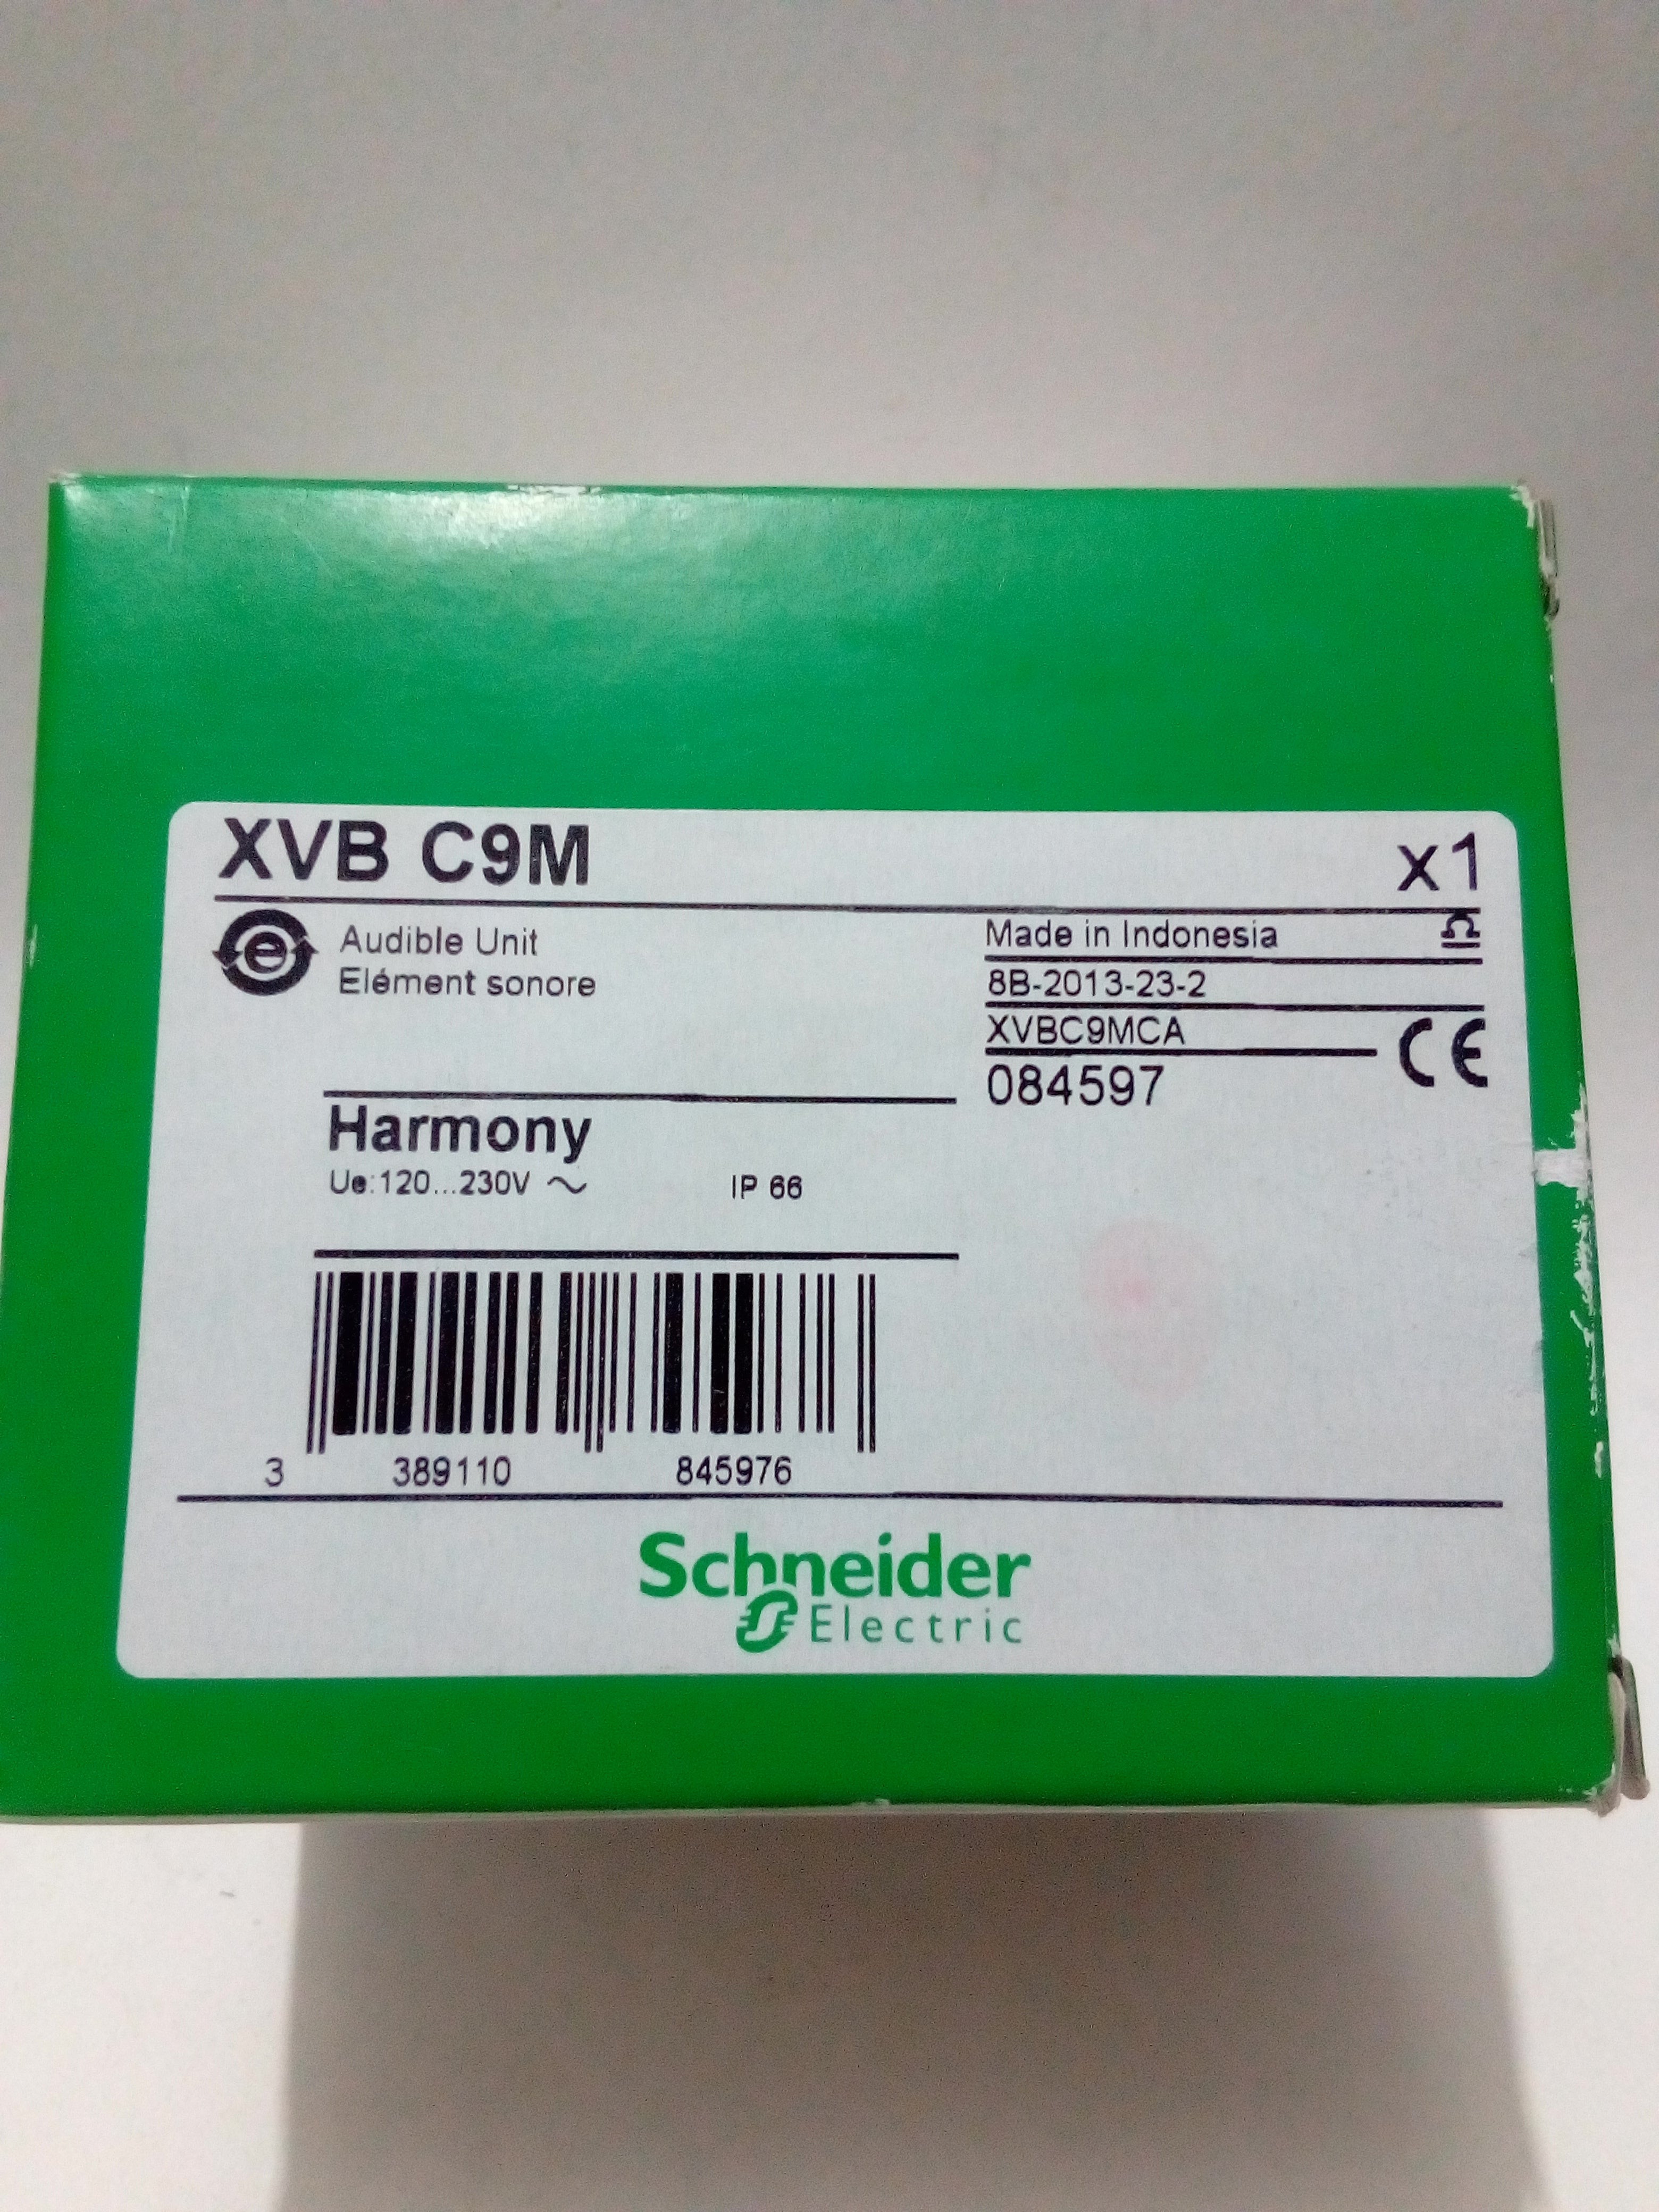 XVB C9M
x1
e
Audible Unit
Elément sonore
Made in Indonesia
8B-2013-23-2
XVBC9MCA
CE
084597
Harmony
Ue:120...230V ~ IP 66
3 389110 845976
Schneider
Electric